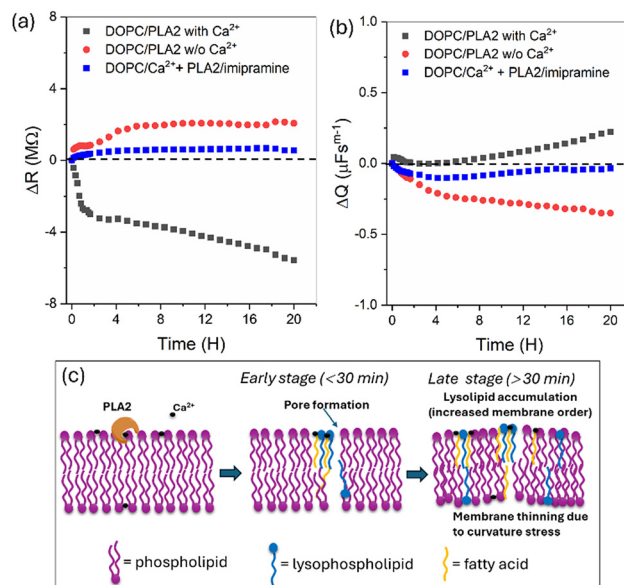 (a)
DOPC/PLA2 with Ca²⁺
DOPC/PLA2 w/o Ca²⁺
DOPC/Ca²⁺ + PLA2/imipramine
ΔR (MΩ)
8
4
0
-4
-8
0 4 8 12 16 20
Time (H)
(b)
DOPC/PLA2 with Ca²⁺
DOPC/PLA2 w/o Ca²⁺
DOPC/Ca²⁺ + PLA2/imipramine
ΔQ (μFsᵐ⁻¹)
1.0
0.5
0.0
-0.5
-1.0
0 4 8 12 16 20
Time (H)
(c)
PLA2
Ca²⁺
Early stage (<30 min)
Pore formation
Late stage (>30 min)
Lysolipid accumulation
(increased membrane order)
Membrane thinning due
to curvature stress
= phospholipid
= lysophospholipid
= fatty acid